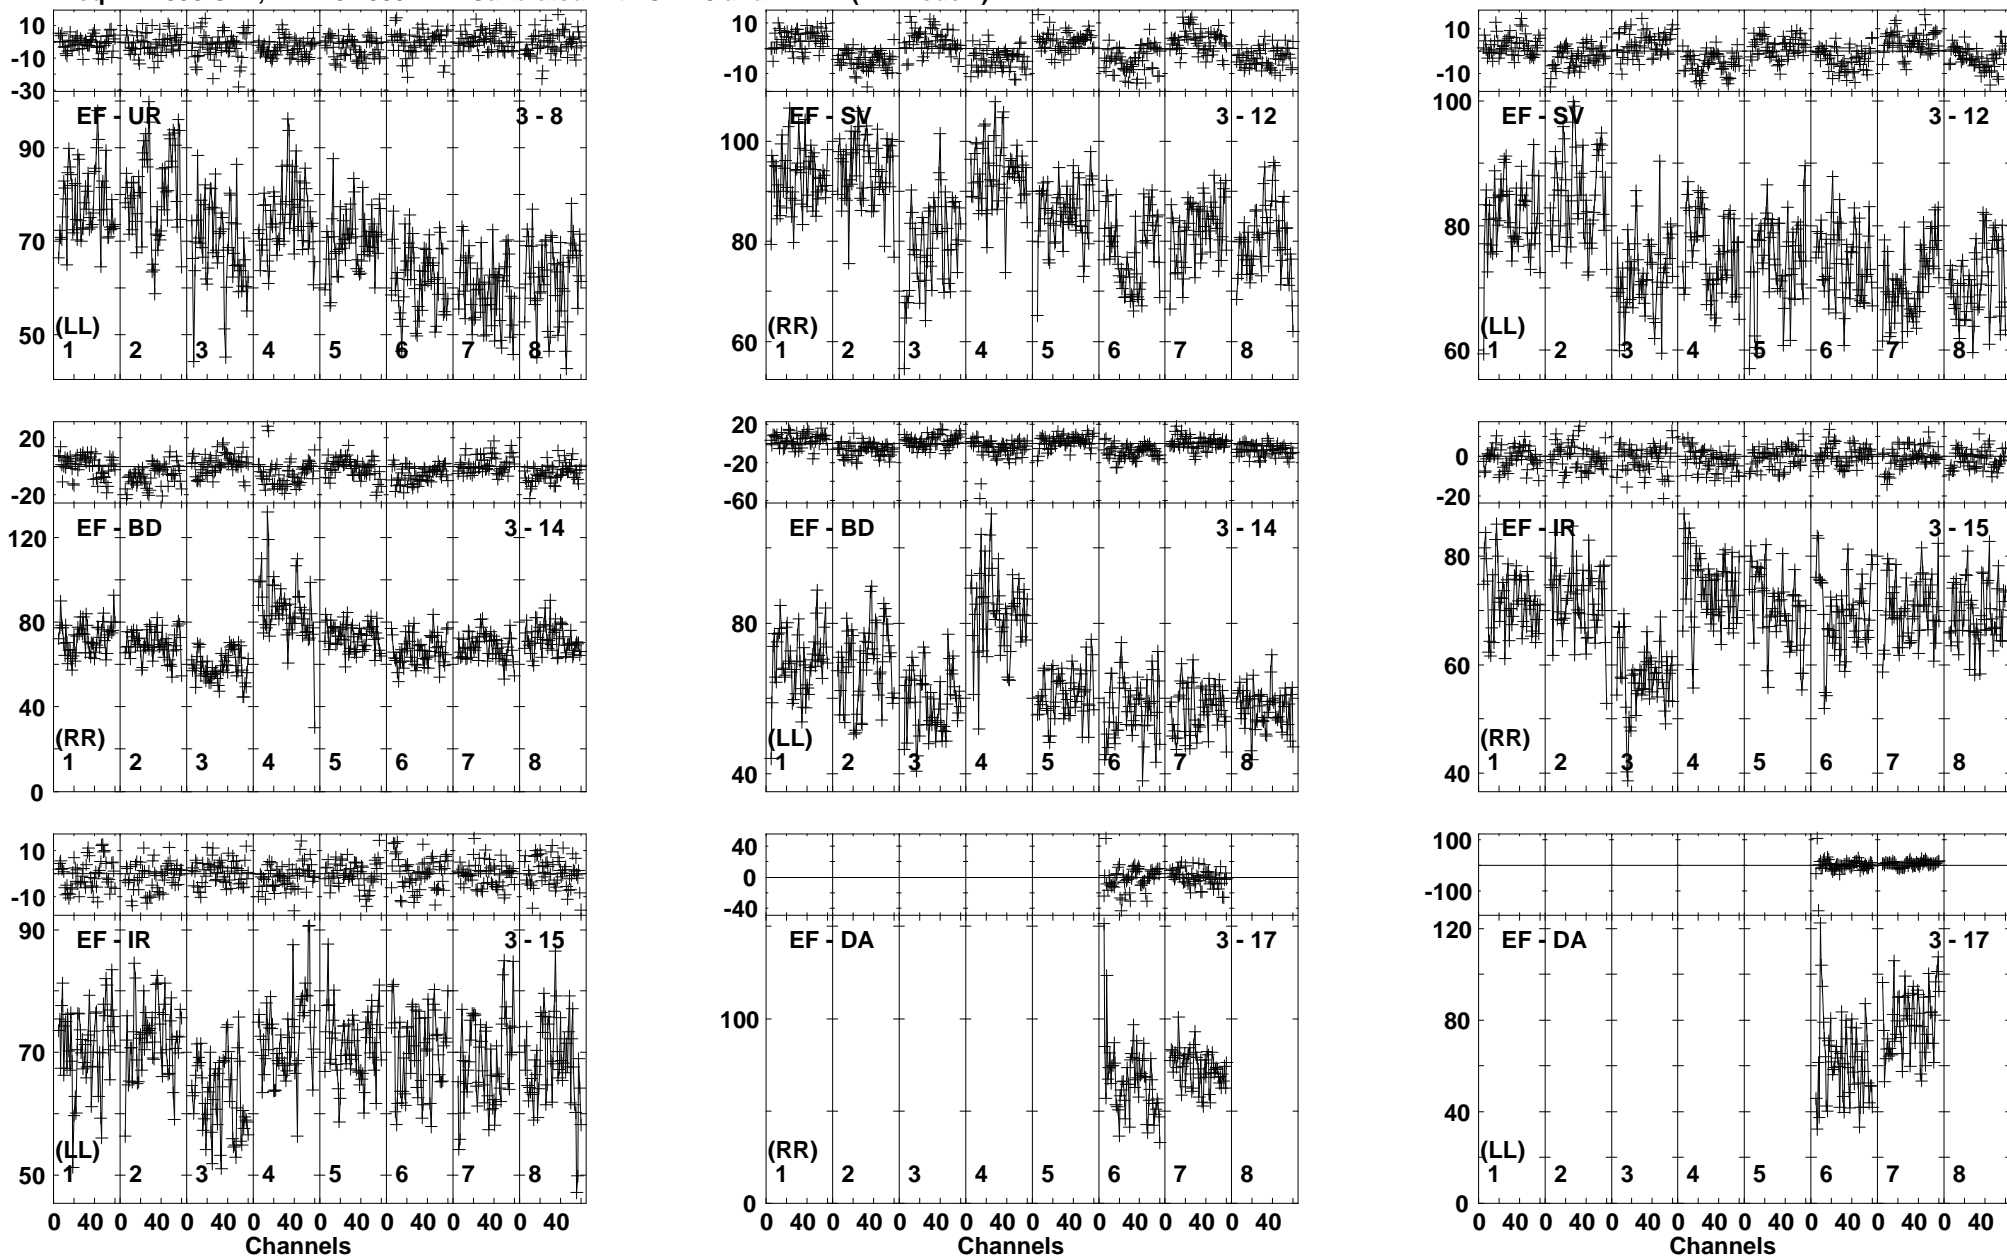 10 -10 -30
EF - UR 3 - 8
90 70 50
(LL)
1 2 3 4 5 6 7 8
10 -10
EF - SV 3 - 12
100 80 60
(RR)
1 2 3 4 5 6 7 8
10 -10
EF - SV 3 - 12
100 80 60
(LL)
1 2 3 4 5 6 7 8
20 -20
EF - BD 3 - 14
120 80 40 0
(RR)
1 2 3 4 5 6 7 8
20 -20 -60
EF - BD 3 - 14
80 40
(LL)
1 2 3 4 5 6 7 8
0 -20
EF - IR 3 - 15
80 60 40
(RR)
1 2 3 4 5 6 7 8
10 -10
EF - IR 3 - 15
90 70 50
(LL)
1 2 3 4 5 6 7 8
0 40 0 40 0 40 0 40 0 40 0 40 0 40 0 40
Channels
40 0 -40
EF - DA 3 - 17
100 0
(RR)
1 2 3 4 5 6 7 8
0 40 0 40 0 40 0 40 0 40 0 40 0 40 0 40
Channels
100 -100
EF - DA 3 - 17
120 80 40 0
(LL)
1 2 3 4 5 6 7 8
0 40 0 40 0 40 0 40 0 40 0 40 0 40 0 40
Channels